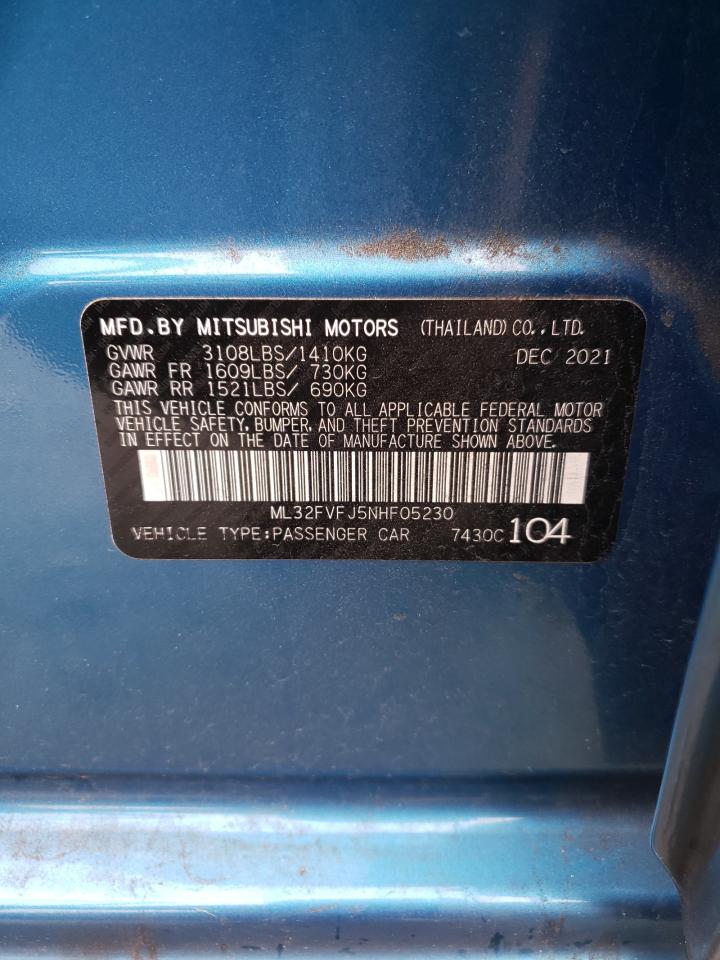 MFD.BY MITSUBISHI MOTORS (THAILAND)CO.,LTD.
GVWR 3108LBS/1410KG DEC 2021
GAWR FR 1609LBS/ 730KG
GAWR RR 1521LBS/ 690KG
THIS VEHICLE CONFORMS TO ALL APPLICABLE FEDERAL MOTOR
VEHICLE SAFETY, BUMPER, AND THEFT PREVENTION STANDARDS
IN EFFECT ON THE DATE OF MANUFACTURE SHOWN ABOVE.
ML32FVFJ5NHF05230
VEHICLE TYPE:PASSENGER CAR 7430C 104